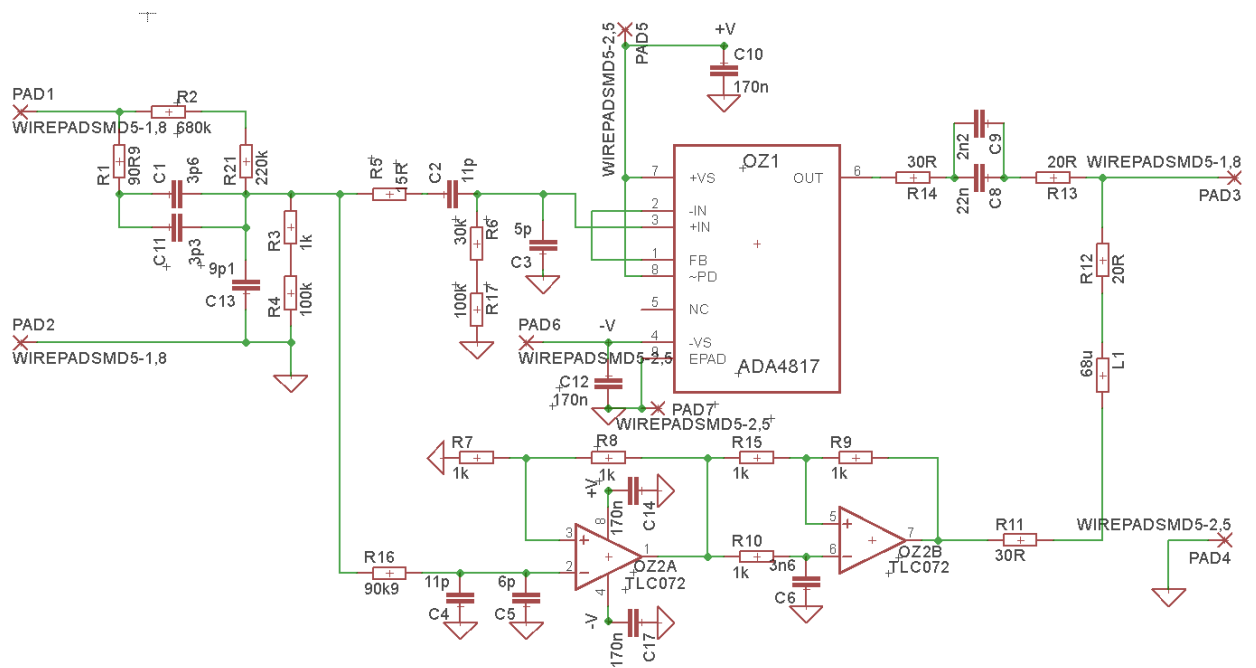 PAD1
WIREPADSMD5-1,8
R2
680k
R1
90R9
C1
3p6
R21
220k
C11
3p3
9p1
C13
R3
1k
R4
100k
PAD2
WIREPADSMD5-1,8
R5
15R
C2
11p
30k
R6
100k
R17
5p
C3
WIREPADSMD5-2,5
PAD5
+V
C10
170n
OZ1
7
+VS
OUT
6
2
-IN
3
+IN
1
FB
8
~PD
5
NC
4
-VS
9
EPAD
ADA4817
PAD6
WIREPADSMD5-2,5
-V
C12
170n
PAD7
WIREPADSMD5-2,5
30R
R14
2n2
C9
22n
C8
20R
R13
WIREPADSMD5-1,8
PAD3
R12
20R
68u
L1
R7
1k
R8
1k
R15
1k
R9
1k
+V
170n
C14
8
3
2
1
4
OZ2A
TLC072
-V
170n
C17
R16
90k9
11p
C4
6p
C5
R10
1k
3n6
C6
5
6
7
OZ2B
TLC072
R11
30R
WIREPADSMD5-2,5
PAD4